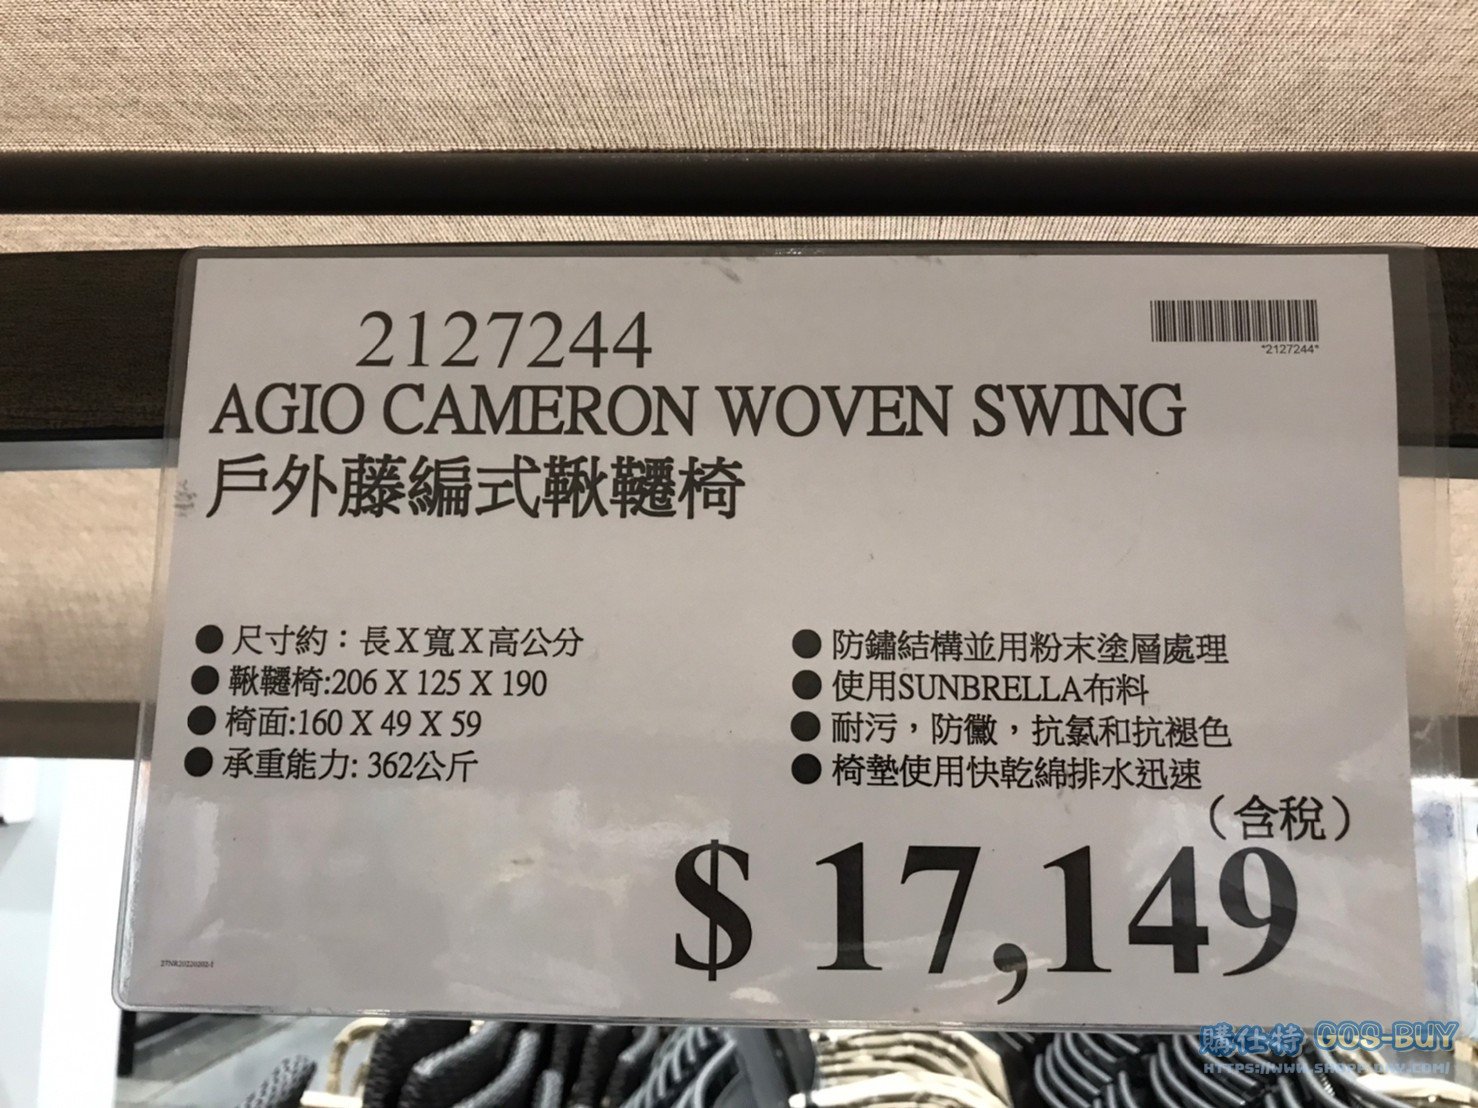 2127244
*2127244*
AGIO CAMERON WOVEN SWING
戶外藤編式鞦韆椅
●尺寸約：長X寬X高公分
●鞦韆椅:206 X 125 X 190
●椅面:160 X 49 X 59
●承重能力: 362公斤
●防鏽結構並用粉末塗層處理
●使用SUNBRELLA布料
●耐污，防黴，抗氯和抗褪色
●椅墊使用快乾綿排水迅速
（含稅）
$ 17,149
27NR20220202-1
購仕特 GOS-BUY